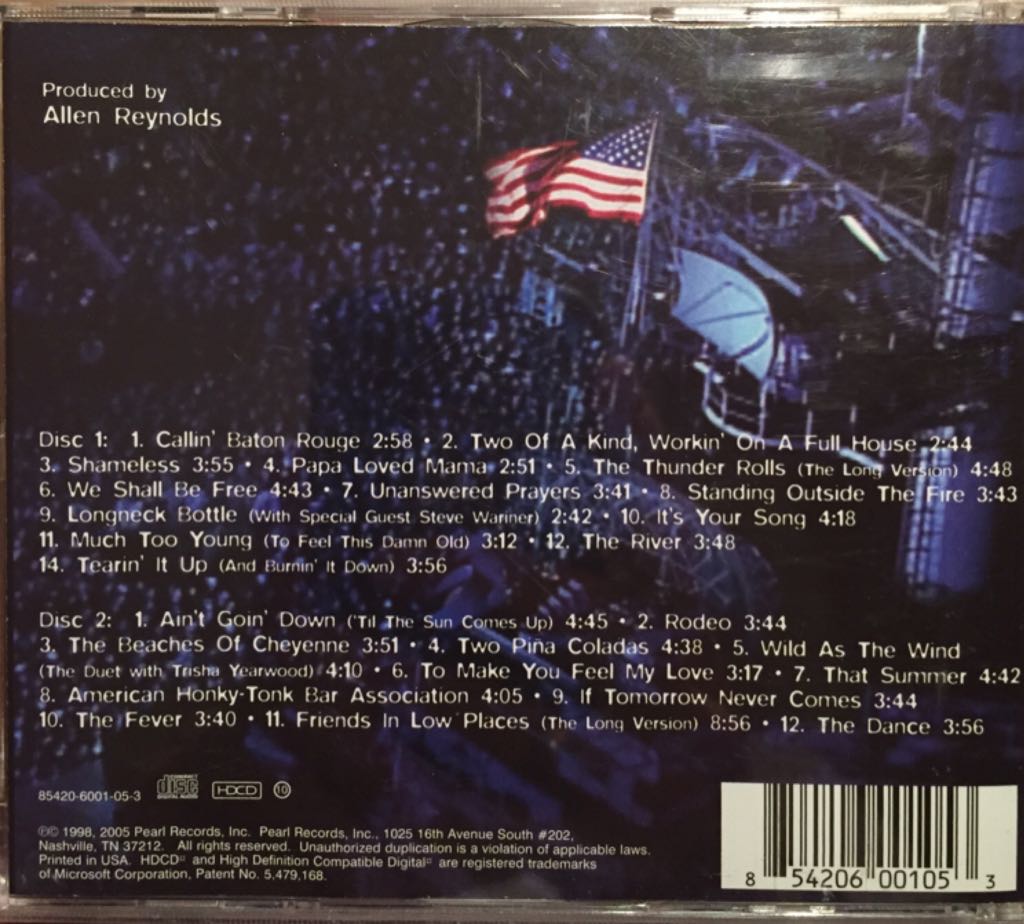 Produced by
Allen Reynolds
Disc 1: 1. Callin' Baton Rouge 2:58 • 2. Two Of A Kind, Workin' On A Full House 2:44
3. Shameless 3:55 • 4. Papa Loved Mama 2:51 • 5. The Thunder Rolls (The Long Version) 4:48
6. We Shall Be Free 4:43 • 7. Unanswered Prayers 3:41 • 8. Standing Outside The Fire 3:43
9. Longneck Bottle (With Special Guest Steve Wariner) 2:42 • 10. It's Your Song 4:18
11. Much Too Young (To Feel This Damn Old) 3:12 • 12. The River 3:48
14. Tearin' It Up (And Burnin' It Down) 3:56
Disc 2: 1. Ain't Goin' Down ('Til The Sun Comes Up) 4:45 • 2. Rodeo 3:44
3. The Beaches Of Cheyenne 3:51 • 4. Two Piña Coladas 4:38 • 5. Wild As The Wind
(The Duet with Trisha Yearwood) 4:10 • 6. To Make You Feel My Love 3:17 • 7. That Summer 4:42
8. American Honky-Tonk Bar Association 4:05 • 9. If Tomorrow Never Comes 3:44
10. The Fever 3:40 • 11. Friends In Low Places (The Long Version) 8:56 • 12. The Dance 3:56
85420-6001-05-3 COMPACT disc DIGITAL AUDIO HDCD 10
℗© 1998, 2005 Pearl Records, Inc. Pearl Records, Inc., 1025 16th Avenue South #202,
Nashville, TN 37212. All rights reserved. Unauthorized duplication is a violation of applicable laws.
Printed in USA. HDCD® and High Definition Compatible Digital® are registered trademarks
of Microsoft Corporation, Patent No. 5,479,168.
8 54206 00105 3